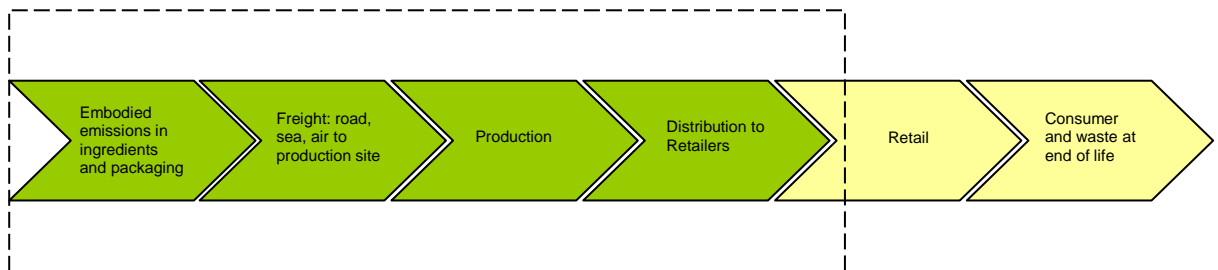 Embodied
emissions in
ingredients
and packaging
Freight: road,
sea, air to
production site
Production
Distribution to
Retailers
Retail
Consumer
and waste at
end of life